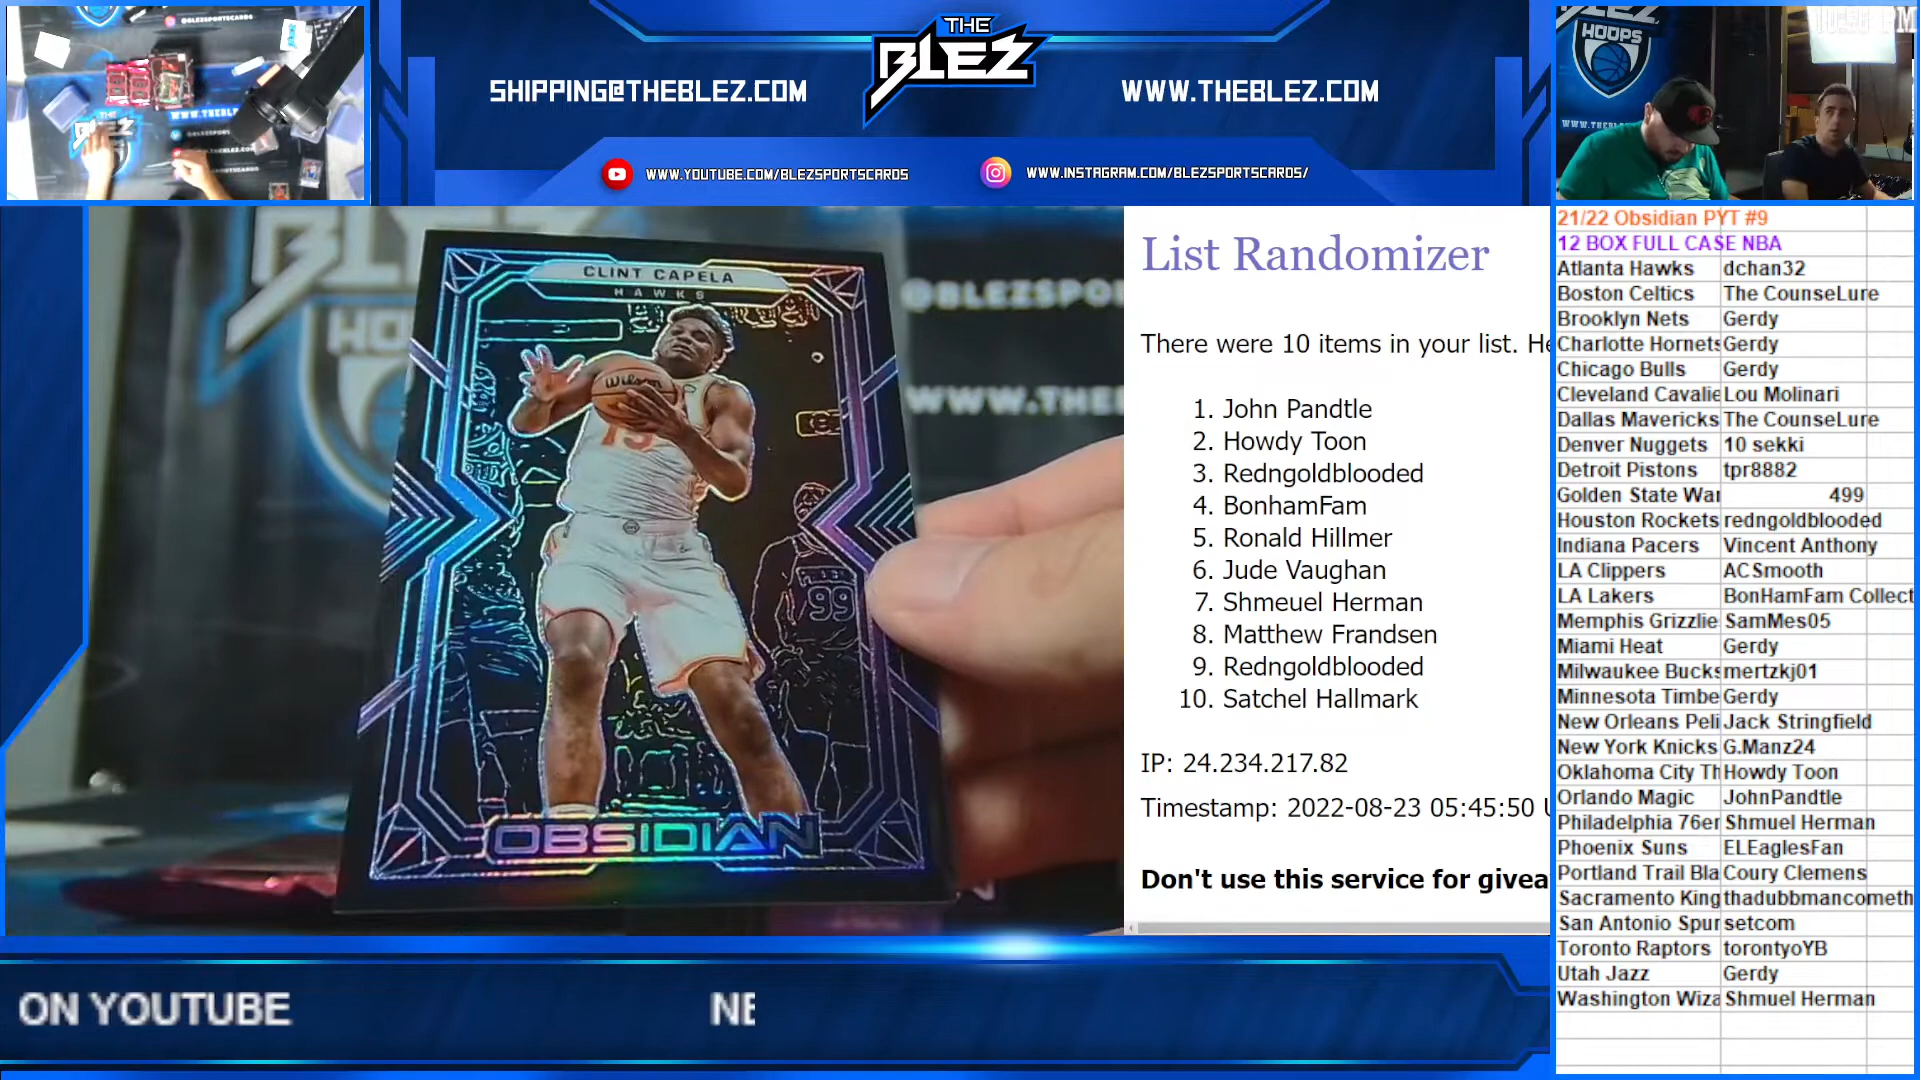 THE
BLEZ
SHIPPING@THEBLEZ.COM
WWW.THEBLEZ.COM
WWW.YOUTUBE.COM/BLEZSPORTSCARDS
WWW.INSTAGRAM.COM/BLEZSPORTSCARDS/
HOOPS
CLINT CAPELA
HAWKS
Wilson
15
99
OBSIDIAN
@BLEZSPO
WWW.THE
List Randomizer
There were 10 items in your list. He
1. John Pandtle
2. Howdy Toon
3. Redngoldblooded
4. BonhamFam
5. Ronald Hillmer
6. Jude Vaughan
7. Shmeuel Herman
8. Matthew Frandsen
9. Redngoldblooded
10. Satchel Hallmark
IP: 24.234.217.82
Timestamp: 2022-08-23 05:45:50 U
Don't use this service for givea
21/22 Obsidian PYT #9
12 BOX FULL CASE NBA
Atlanta Hawks dchan32
Boston Celtics The CounseLure
Brooklyn Nets Gerdy
Charlotte Hornets Gerdy
Chicago Bulls Gerdy
Cleveland Cavalie Lou Molinari
Dallas Mavericks The CounseLure
Denver Nuggets 10 sekki
Detroit Pistons tpr8882
Golden State War 499
Houston Rockets redngoldblooded
Indiana Pacers Vincent Anthony
LA Clippers ACSmooth
LA Lakers BonHamFam Collect
Memphis Grizzlie SamMes05
Miami Heat Gerdy
Milwaukee Bucks mertzkj01
Minnesota Timbe Gerdy
New Orleans Peli Jack Stringfield
New York Knicks G.Manz24
Oklahoma City Th Howdy Toon
Orlando Magic JohnPandtle
Philadelphia 76er Shmuel Herman
Phoenix Suns ELEaglesFan
Portland Trail Bla Coury Clemens
Sacramento King thadubbmancometh
San Antonio Spur setcom
Toronto Raptors torontyoYB
Utah Jazz Gerdy
Washington Wiza Shmuel Herman
ON YOUTUBE
NE